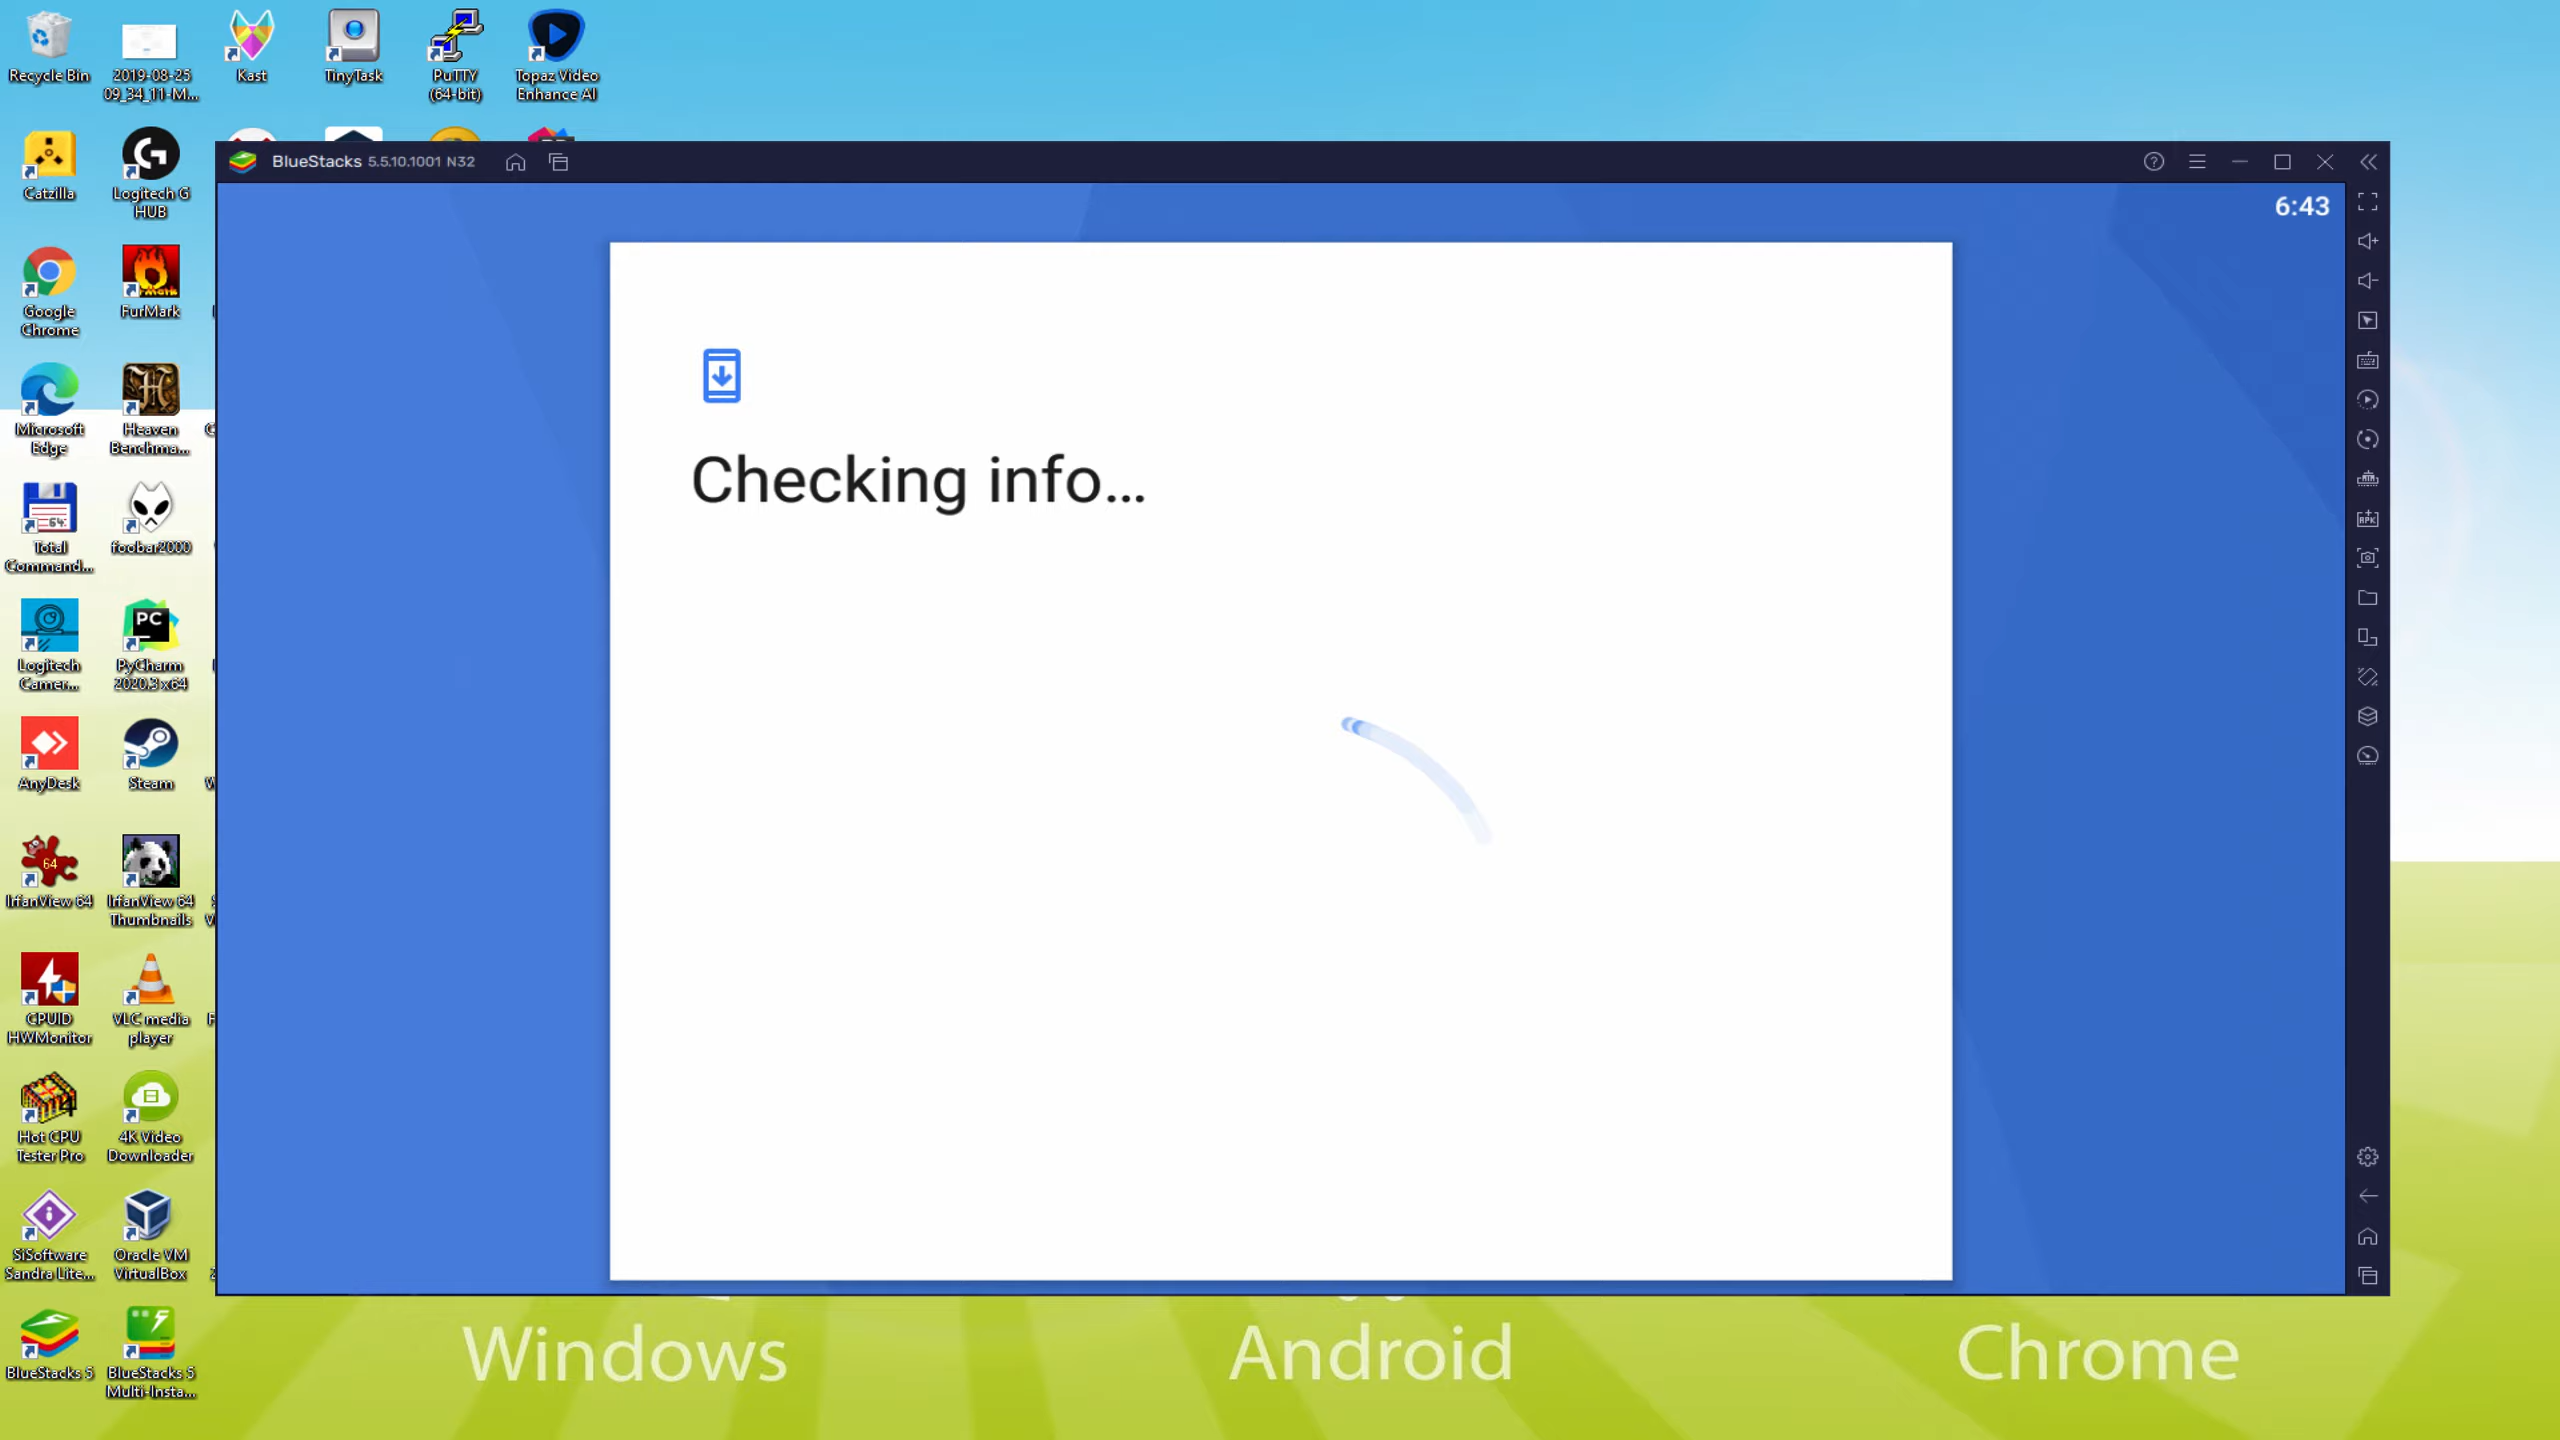 Recycle Bin
2019-08-25
09_34_11-M...
Kast
TinyTask
PuTTY
(64-bit)
Topaz Video
Enhance AI
Catzilla
Logitech G
HUB
Google
Chrome
FurMark
Microsoft
Edge
Heaven
Benchma...
Total
Command...
foobar2000
Logitech
Camer...
PC
PyCharm
2020.3 x64
AnyDesk
Steam
64
IrfanView 64
IrfanView 64
Thumbnails
CPUID
HWMonitor
VLC media
player
4
Hot CPU
Tester Pro
4K Video
Downloader
SiSoftware
Sandra Lite...
Oracle VM
VirtualBox
BlueStacks 5
BlueStacks 5
Multi-Insta...
BlueStacks 5.5.10.1001 N32
6:43
Checking info...
Windows
Android
Chrome